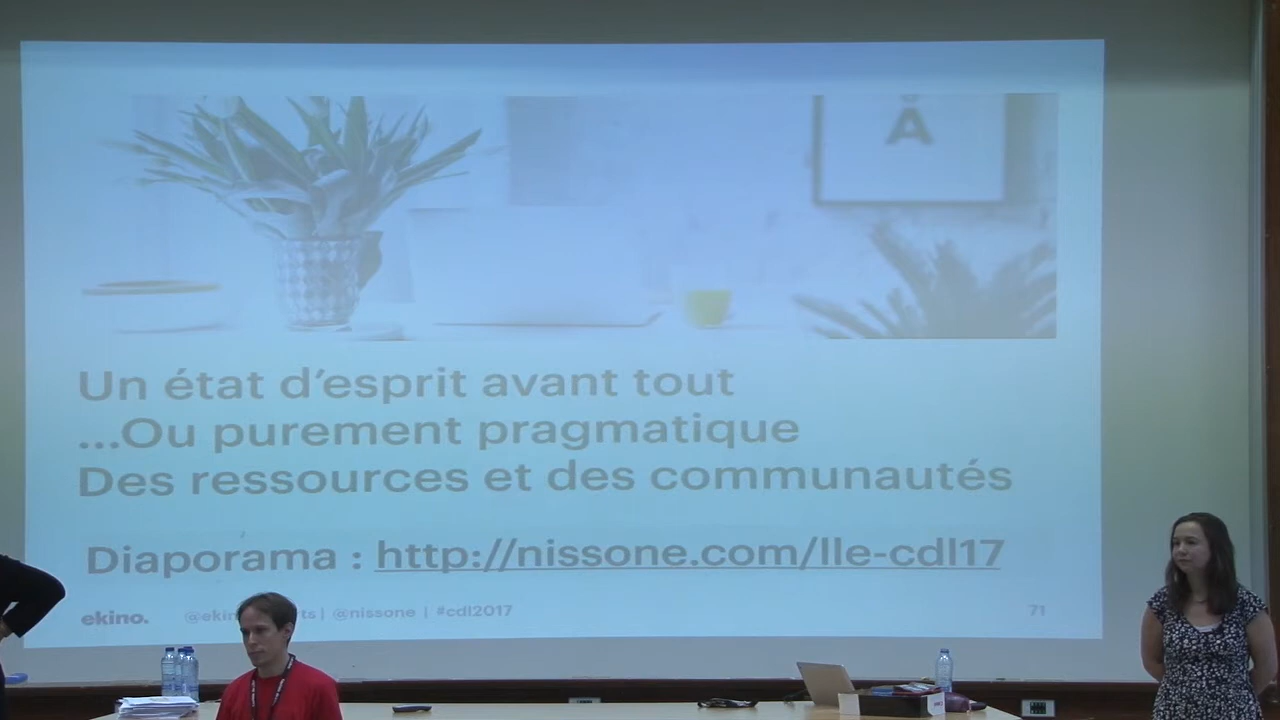 Å
Un état d'esprit avant tout
...Ou purement pragmatique
Des ressources et des communautés
Diaporama : http://nissone.com/lle-cdl17
ekino. | @nissone | #cdl2017 71